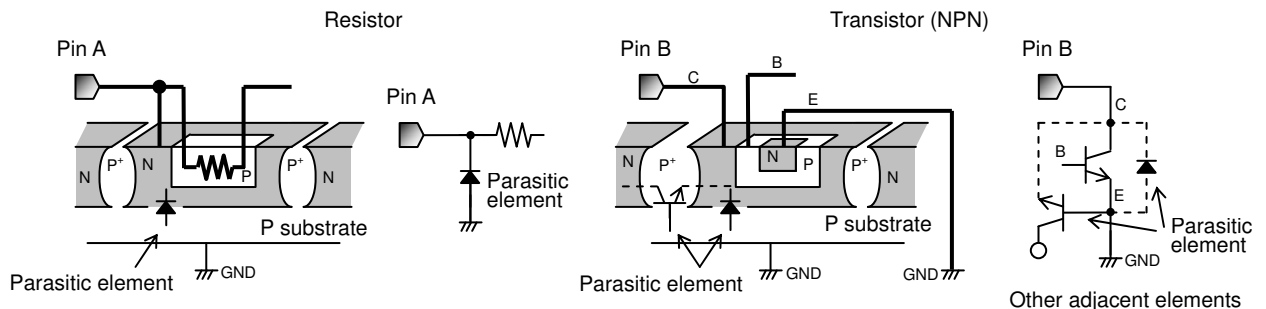 Resistor
Transistor (NPN)
Pin A
Pin B
Pin B
C
B
E
Pin A
C
B
E
N
P+
N
P
P+
N
Parasitic
element
N
P+
N
P
P+
N
Parasitic
element
P substrate
P substrate
Parasitic element
GND
Parasitic element
GND
GND
GND
Other adjacent elements